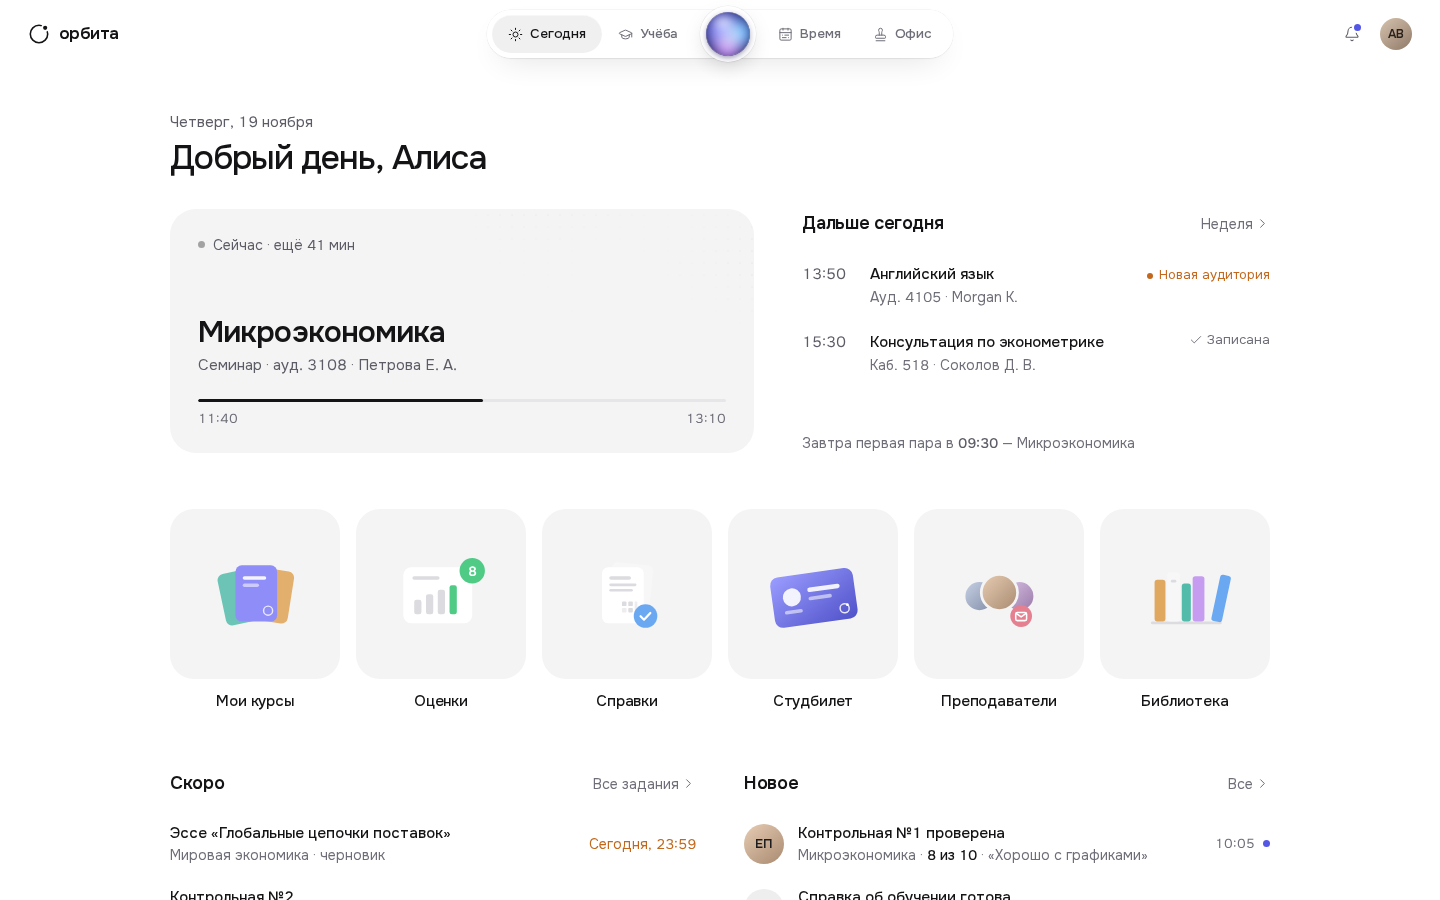 орбита
Сегодня
Учёба
Время
Офис
АВ
Четверг, 19 ноября
Добрый день, Алиса
Сейчас · ещё 41 мин
Микроэкономика
Семинар · ауд. 3108 · Петрова Е. А.
11:40
13:10
Дальше сегодня
Неделя
13:50
Английский язык
Новая аудитория
Ауд. 4105 · Morgan K.
15:30
Консультация по эконометрике
Записана
Каб. 518 · Соколов Д. В.
Завтра первая пара в 09:30 — Микроэкономика
8
Мои курсы
Оценки
Справки
Студбилет
Преподаватели
Библиотека
Скоро
Все задания
Эссе «Глобальные цепочки поставок»
Мировая экономика · черновик
Сегодня, 23:59
Контрольная №2
Новое
Все
ЕП
Контрольная №1 проверена
Микроэкономика · 8 из 10 · «Хорошо с графиками»
10:05
Справка об обучении готова